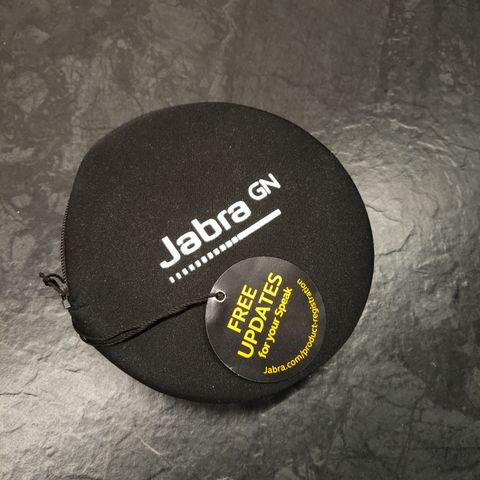 Jabra GN
FREE
UPDATES
for your Speak
Jabra.com/product-registration